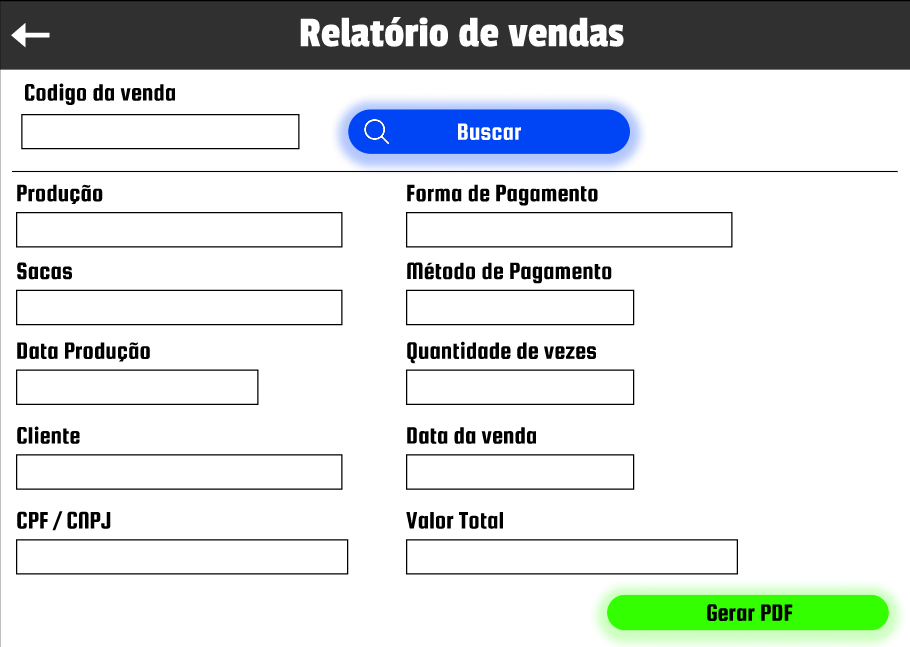 Relatório de vendas
Codigo da venda
Buscar
Produção
Forma de Pagamento
Sacas
Método de Pagamento
Data Produção
Quantidade de vezes
Cliente
Data da venda
CPF / CNPJ
Valor Total
Gerar PDF